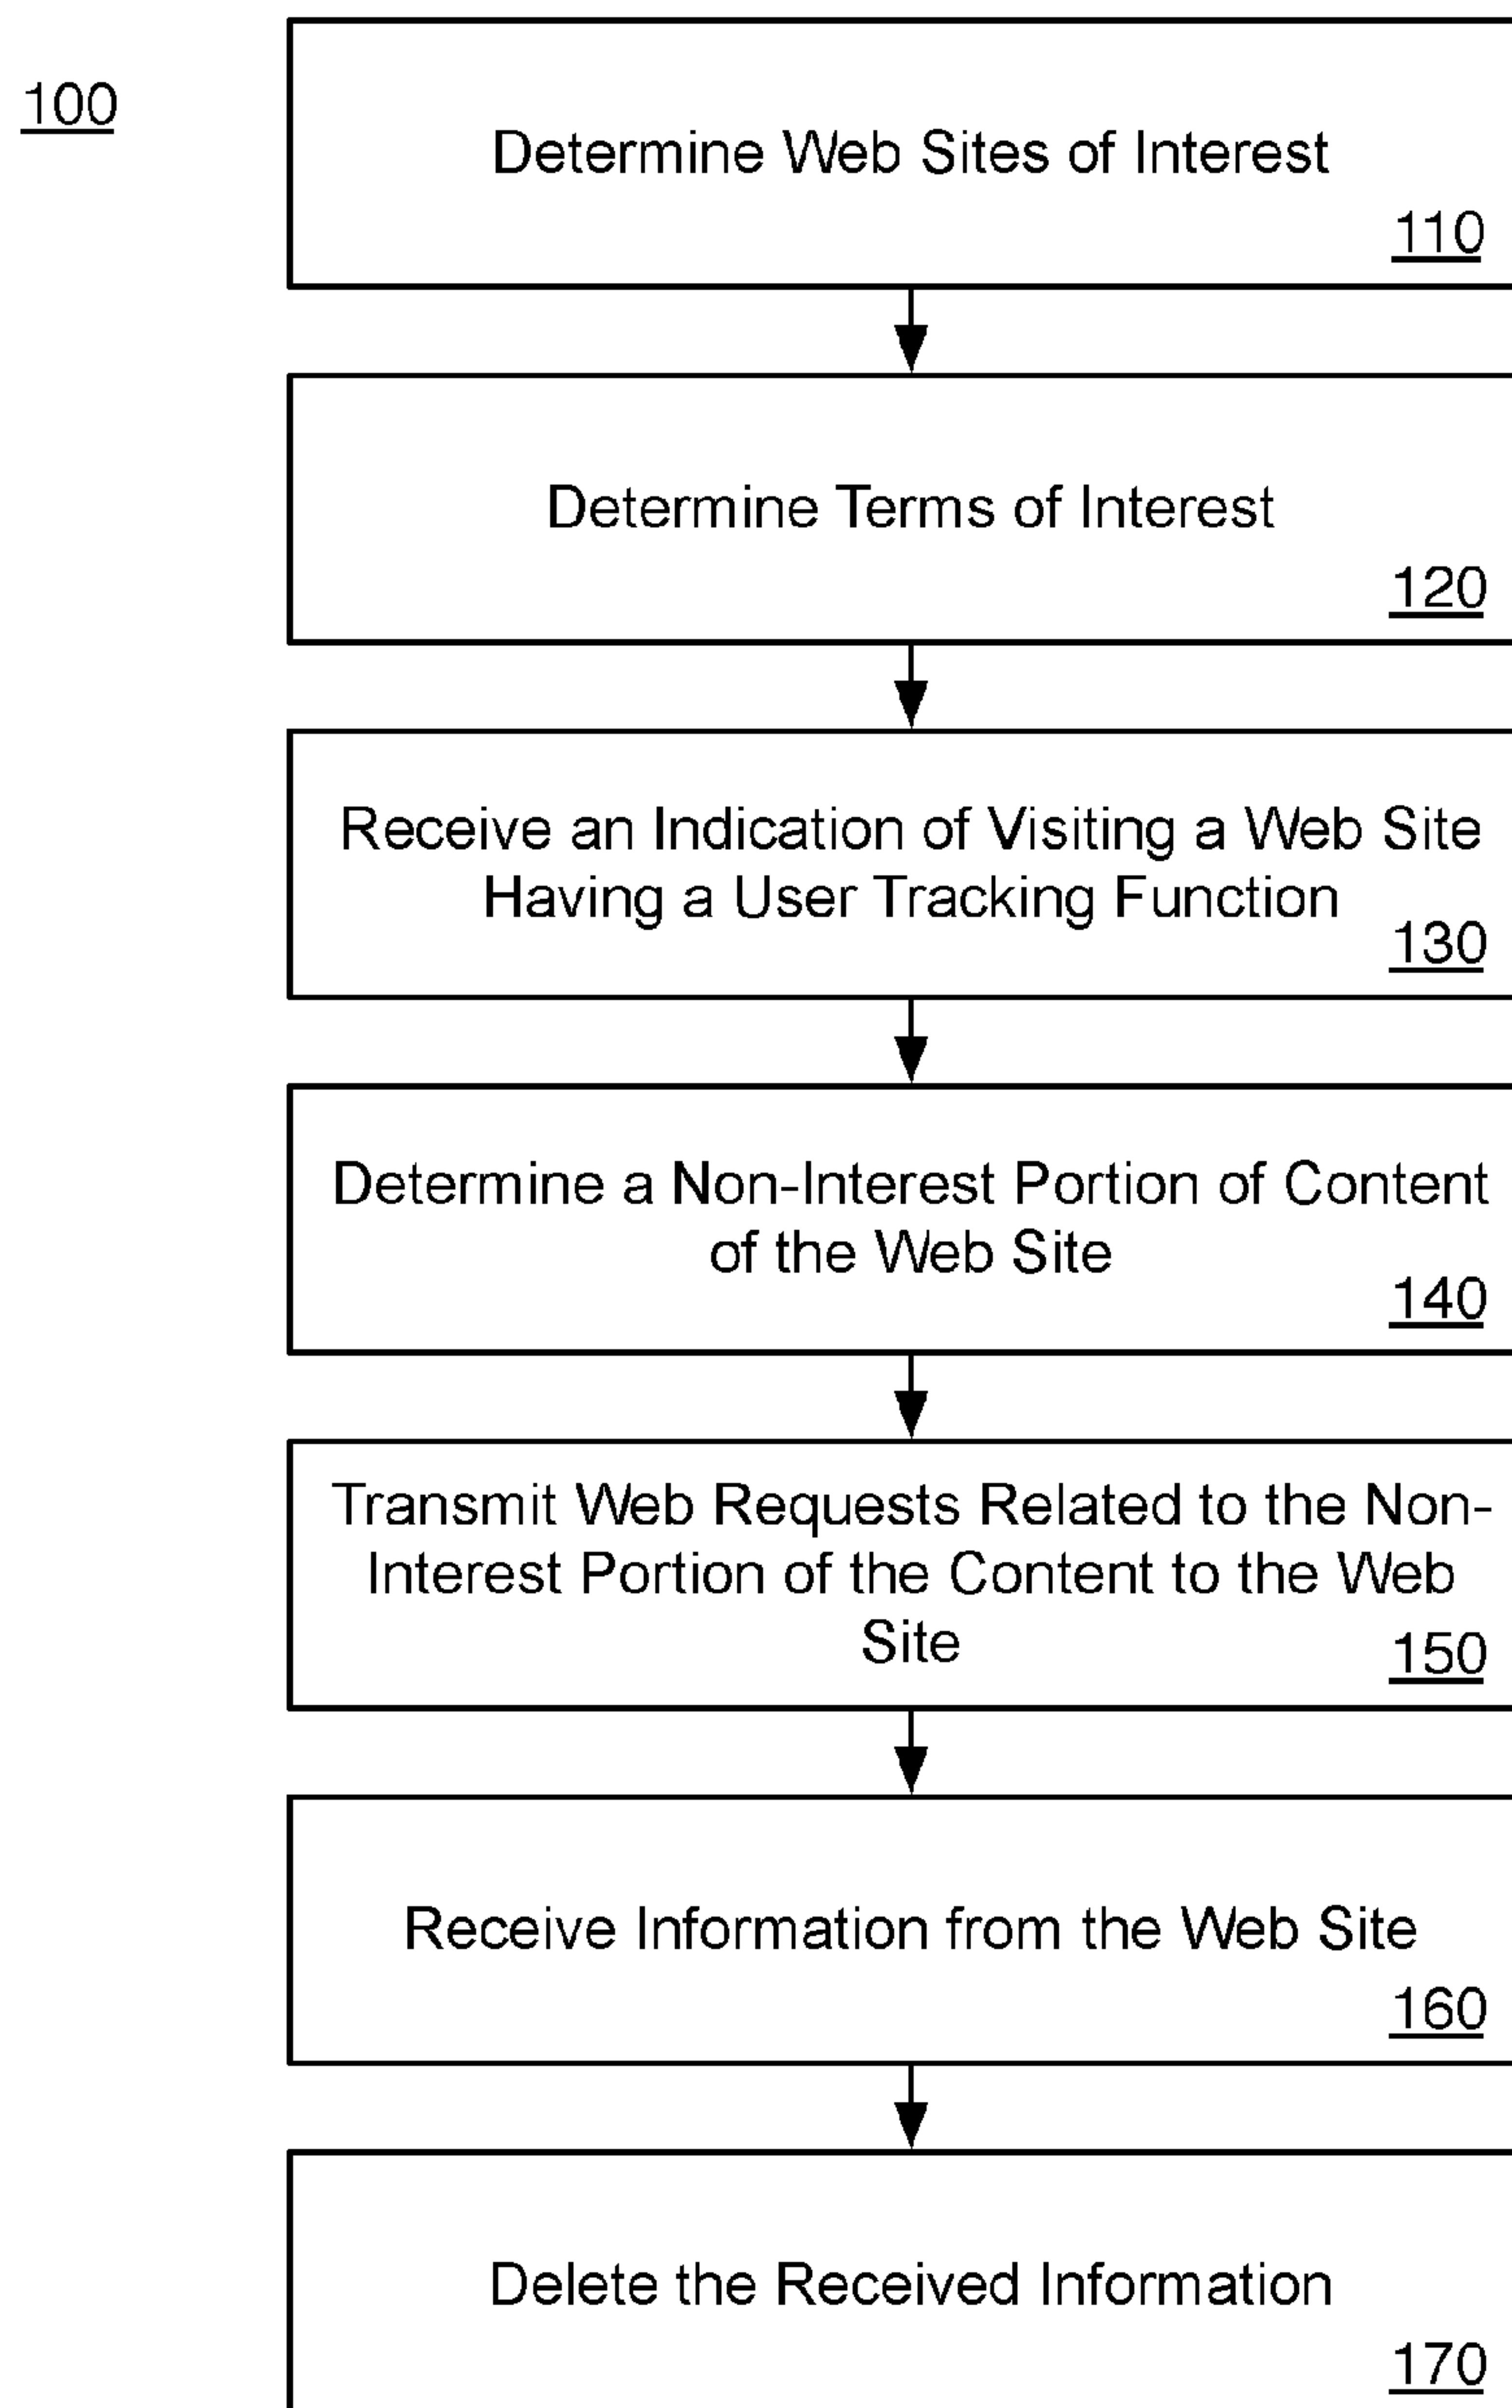 100
Determine Web Sites of Interest
110
Determine Terms of Interest
120
Receive an Indication of Visiting a Web Site
Having a User Tracking Function
130
Determine a Non-Interest Portion of Content
of the Web Site
140
Transmit Web Requests Related to the Non-
Interest Portion of the Content to the Web
Site
150
Receive Information from the Web Site
160
Delete the Received Information
170